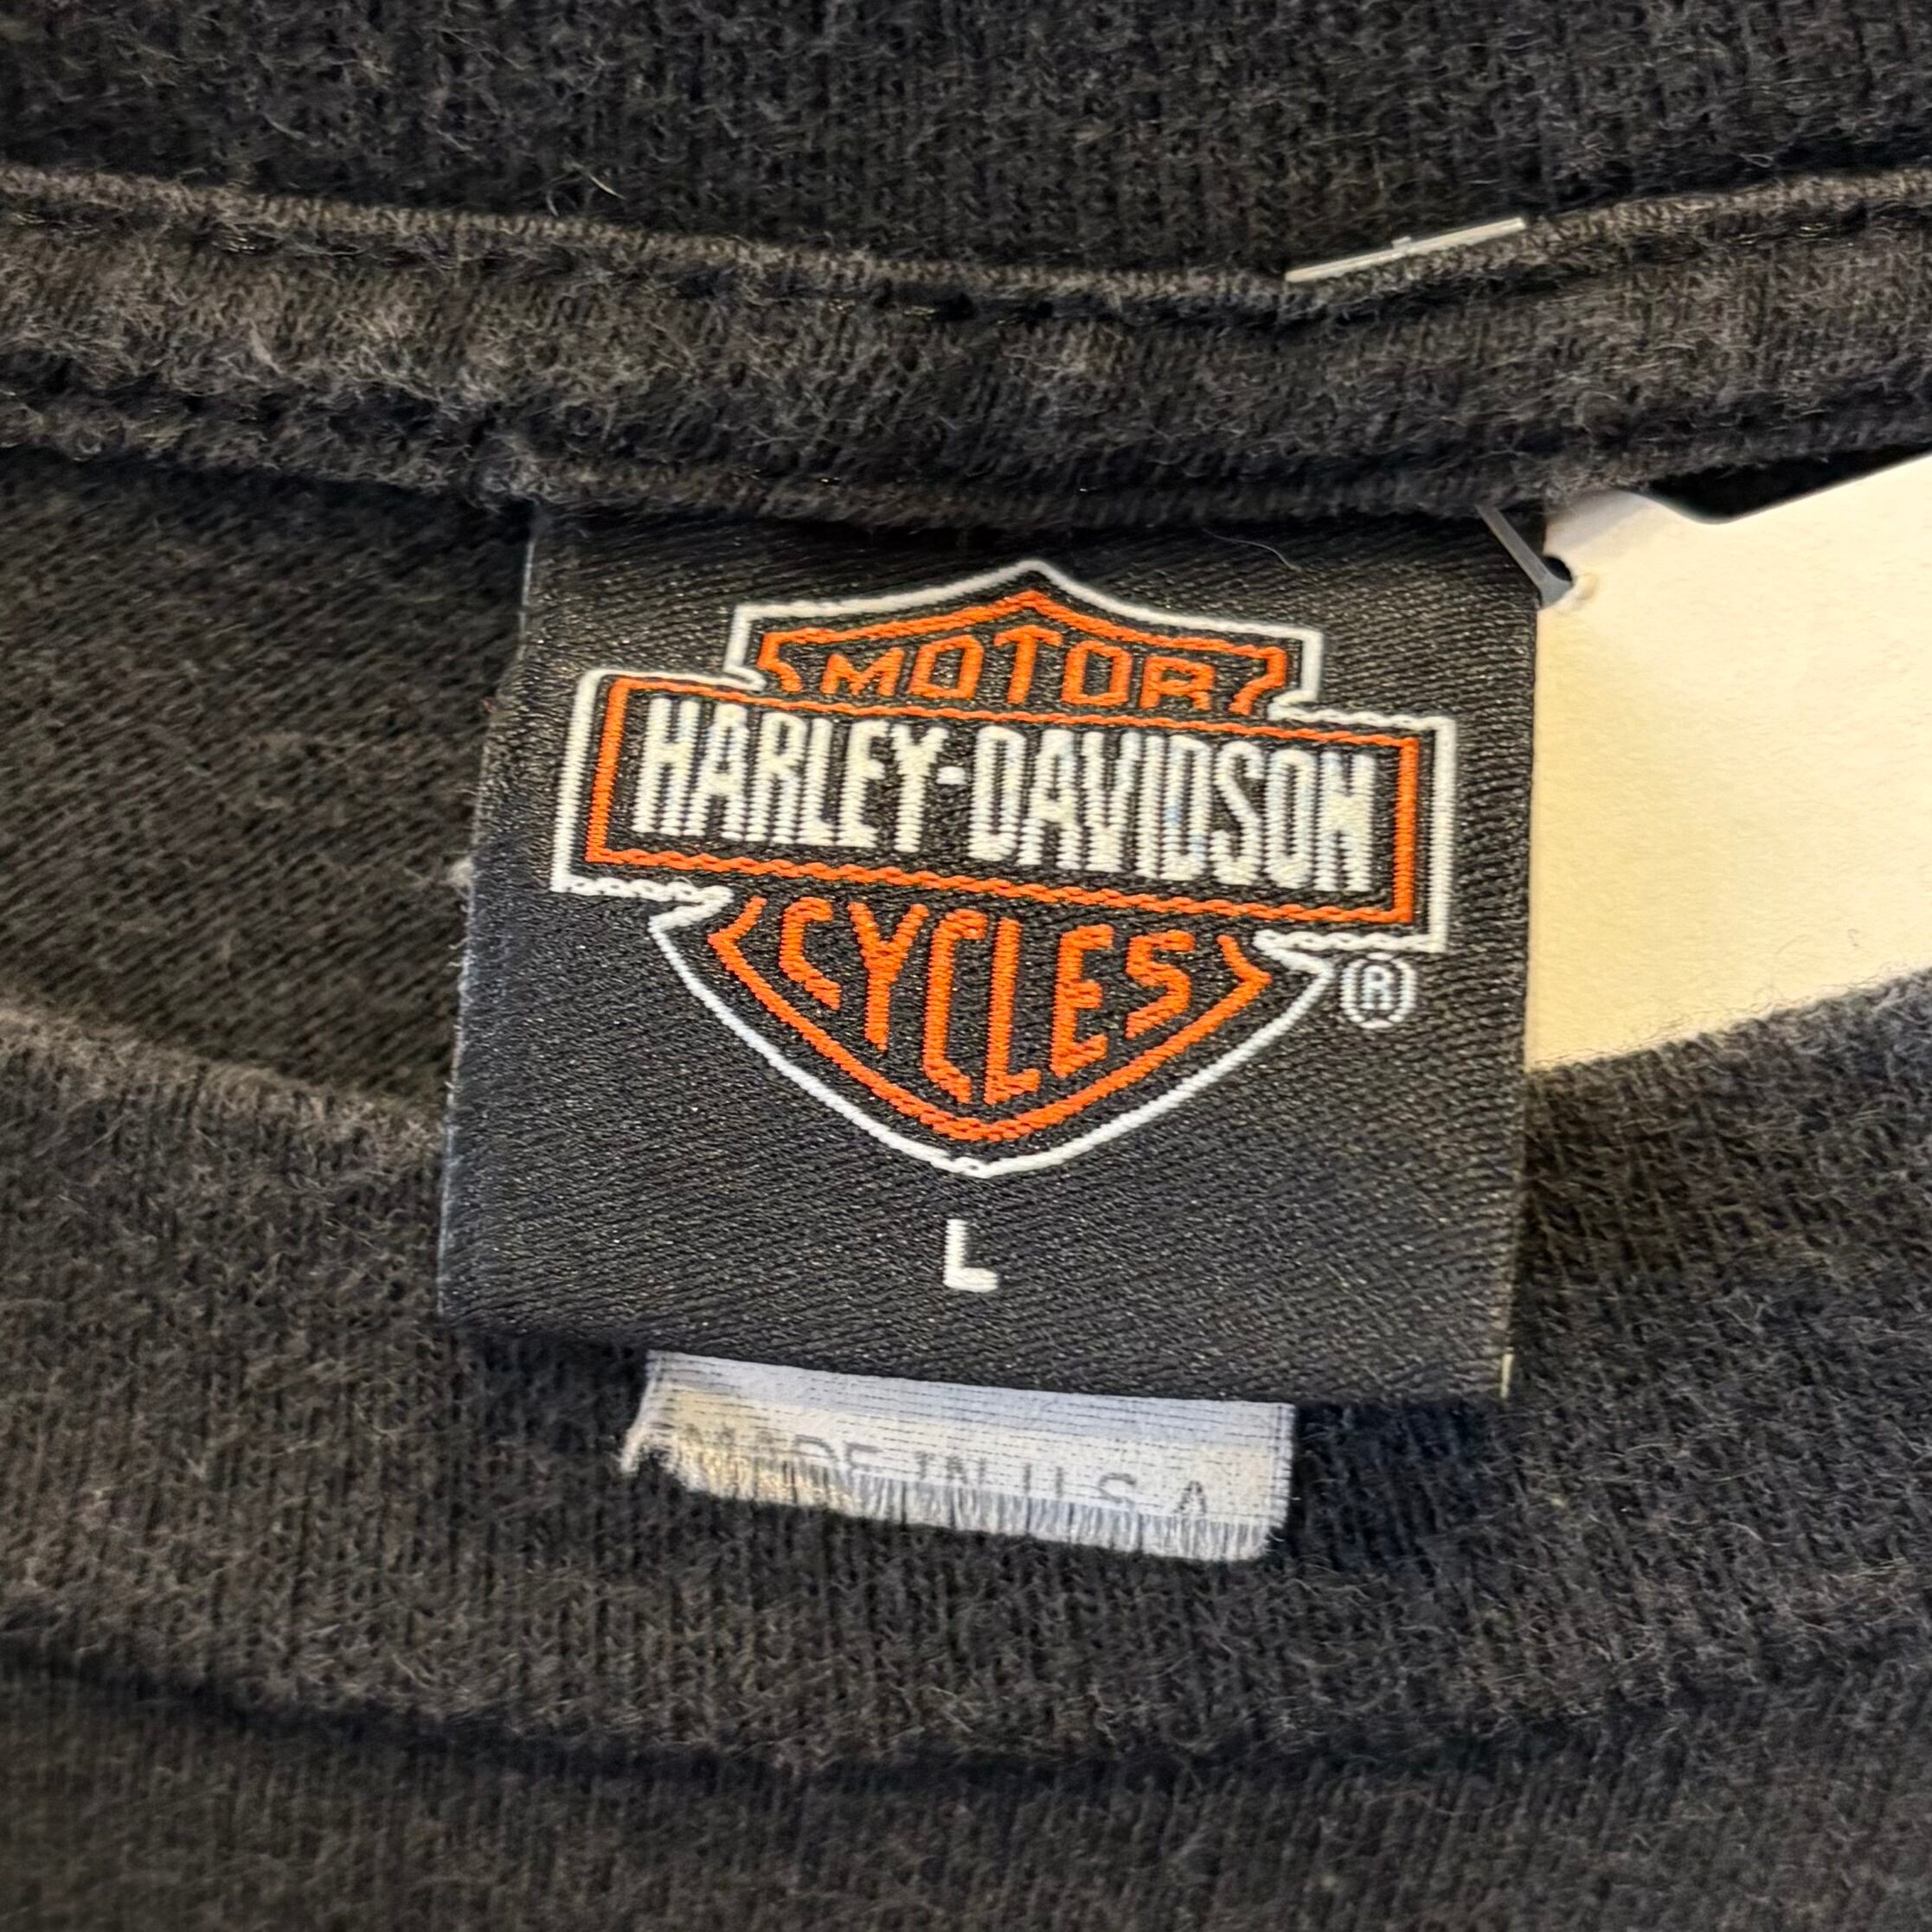 MOTOR
HARLEY-DAVIDSON
CYCLES
®
L
MADE IN U.S.A